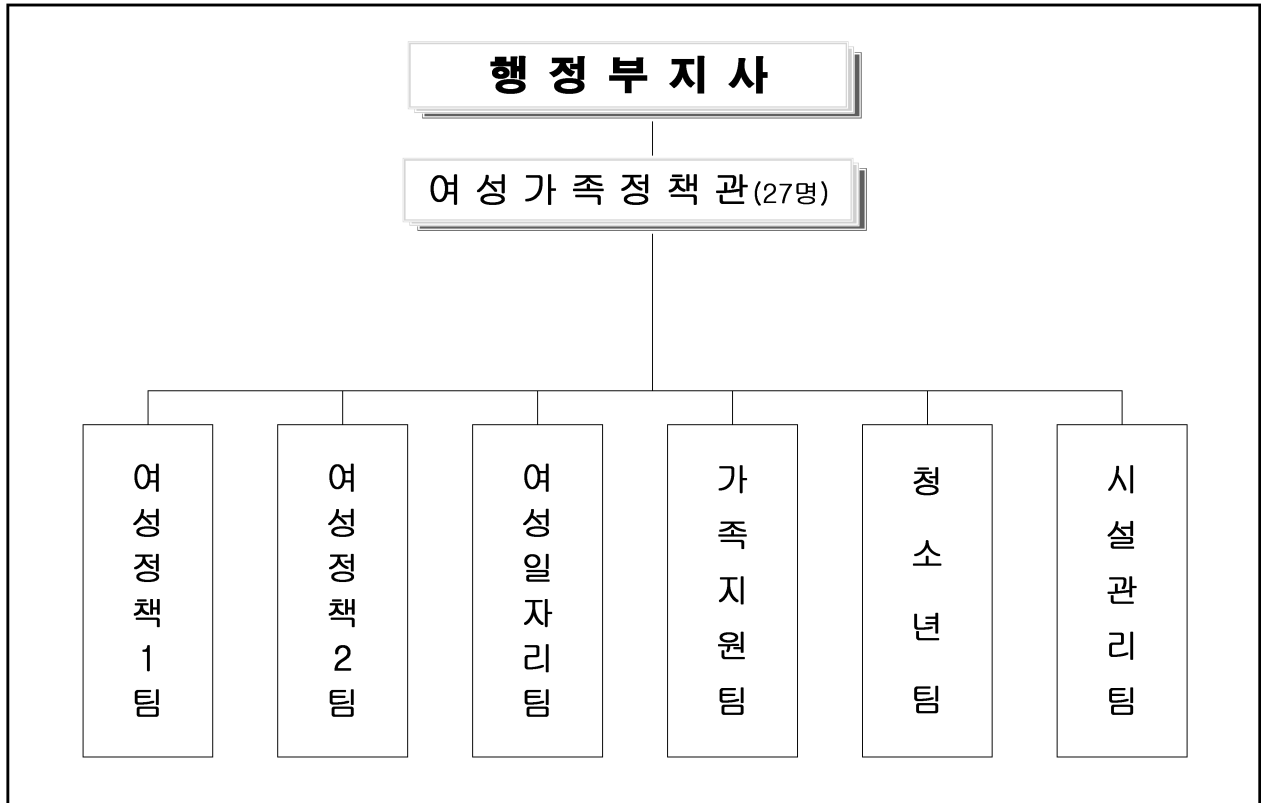 행정부지사
여성가족정책관(27명)
여성정책1팀
여성정책2팀
여성일자리팀
가족지원팀
청소년팀
시설관리팀